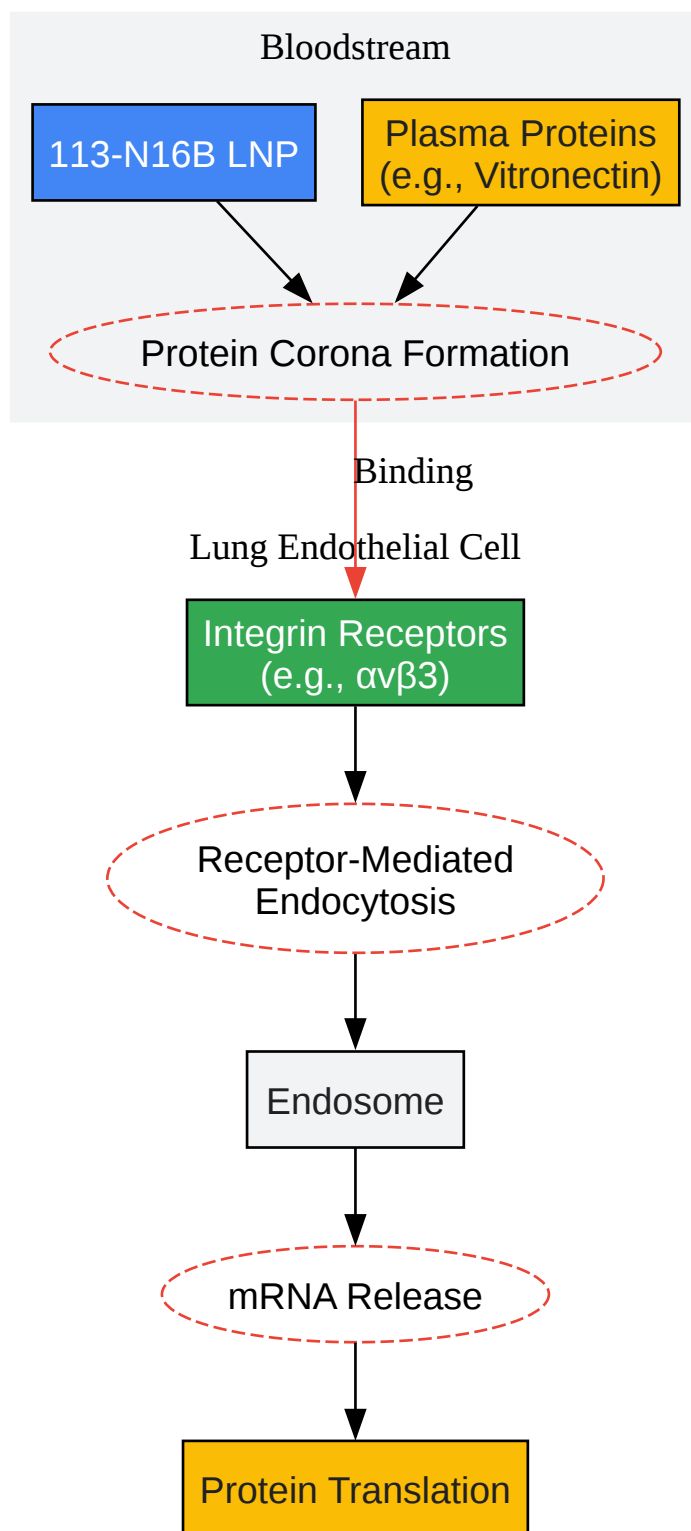 Bloodstream
113-N16B LNP
Plasma Proteins
(e.g., Vitronectin)
Protein Corona Formation
Binding
Lung Endothelial Cell
Integrin Receptors
(e.g., αvβ3)
Receptor-Mediated
Endocytosis
Endosome
mRNA Release
Protein Translation